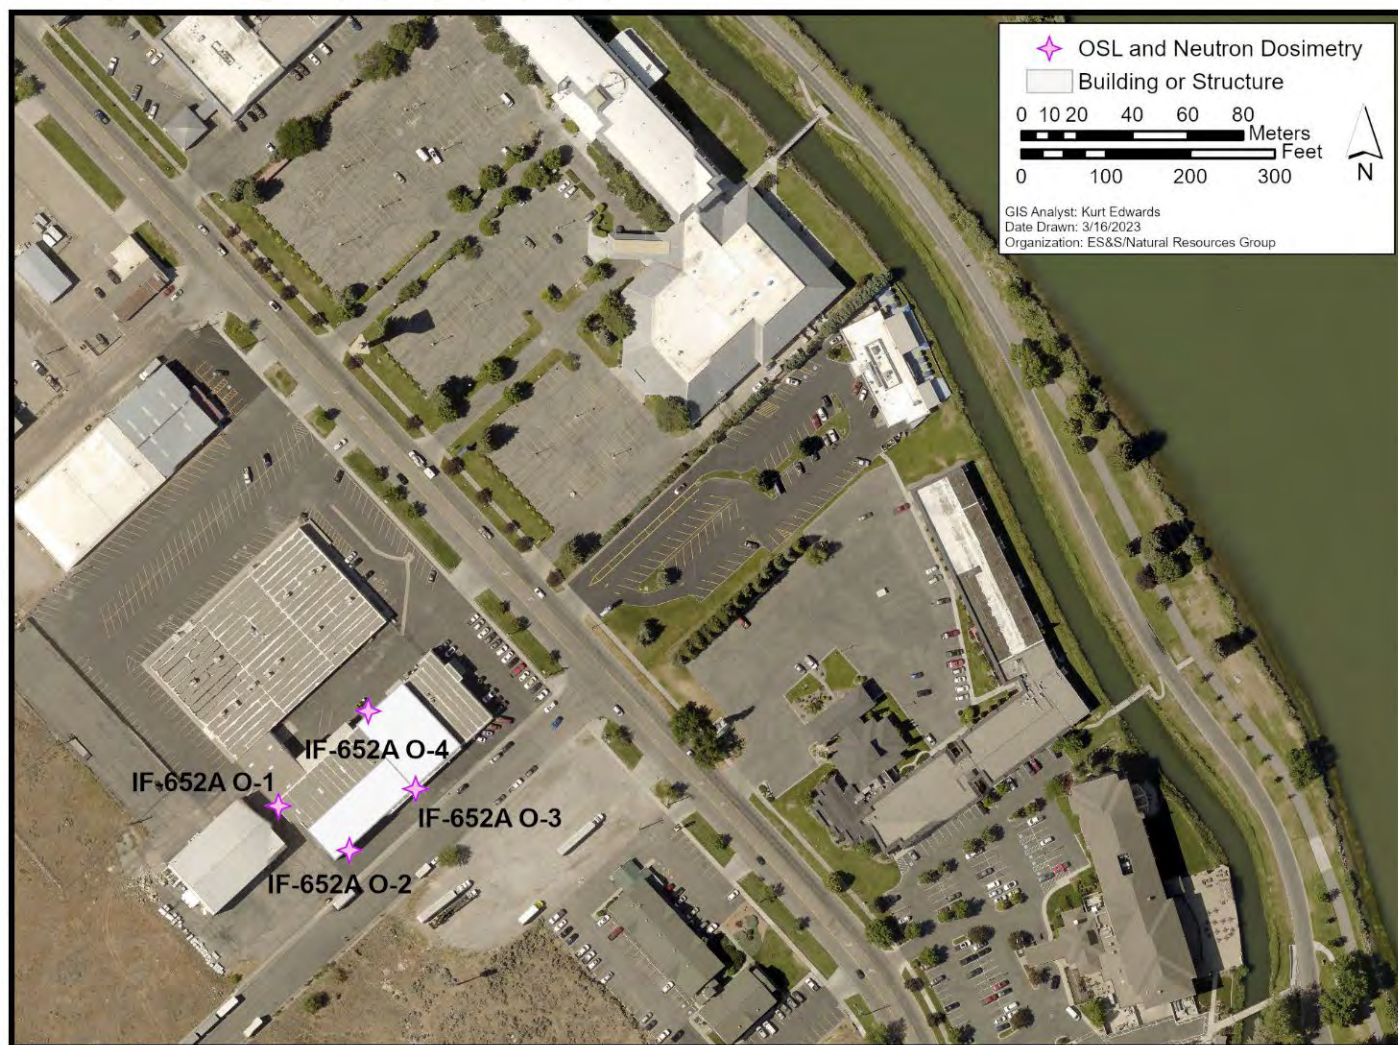 OSL and Neutron Dosimetry
Building or Structure
0 10 20 40 60 80
Meters
Feet
0 100 200 300
N
GIS Analyst: Kurt Edwards
Date Drawn: 3/16/2023
Organization: ES&S/Natural Resources Group
IF-652A O-4
IF-652A O-1
IF-652A O-3
IF-652A O-2